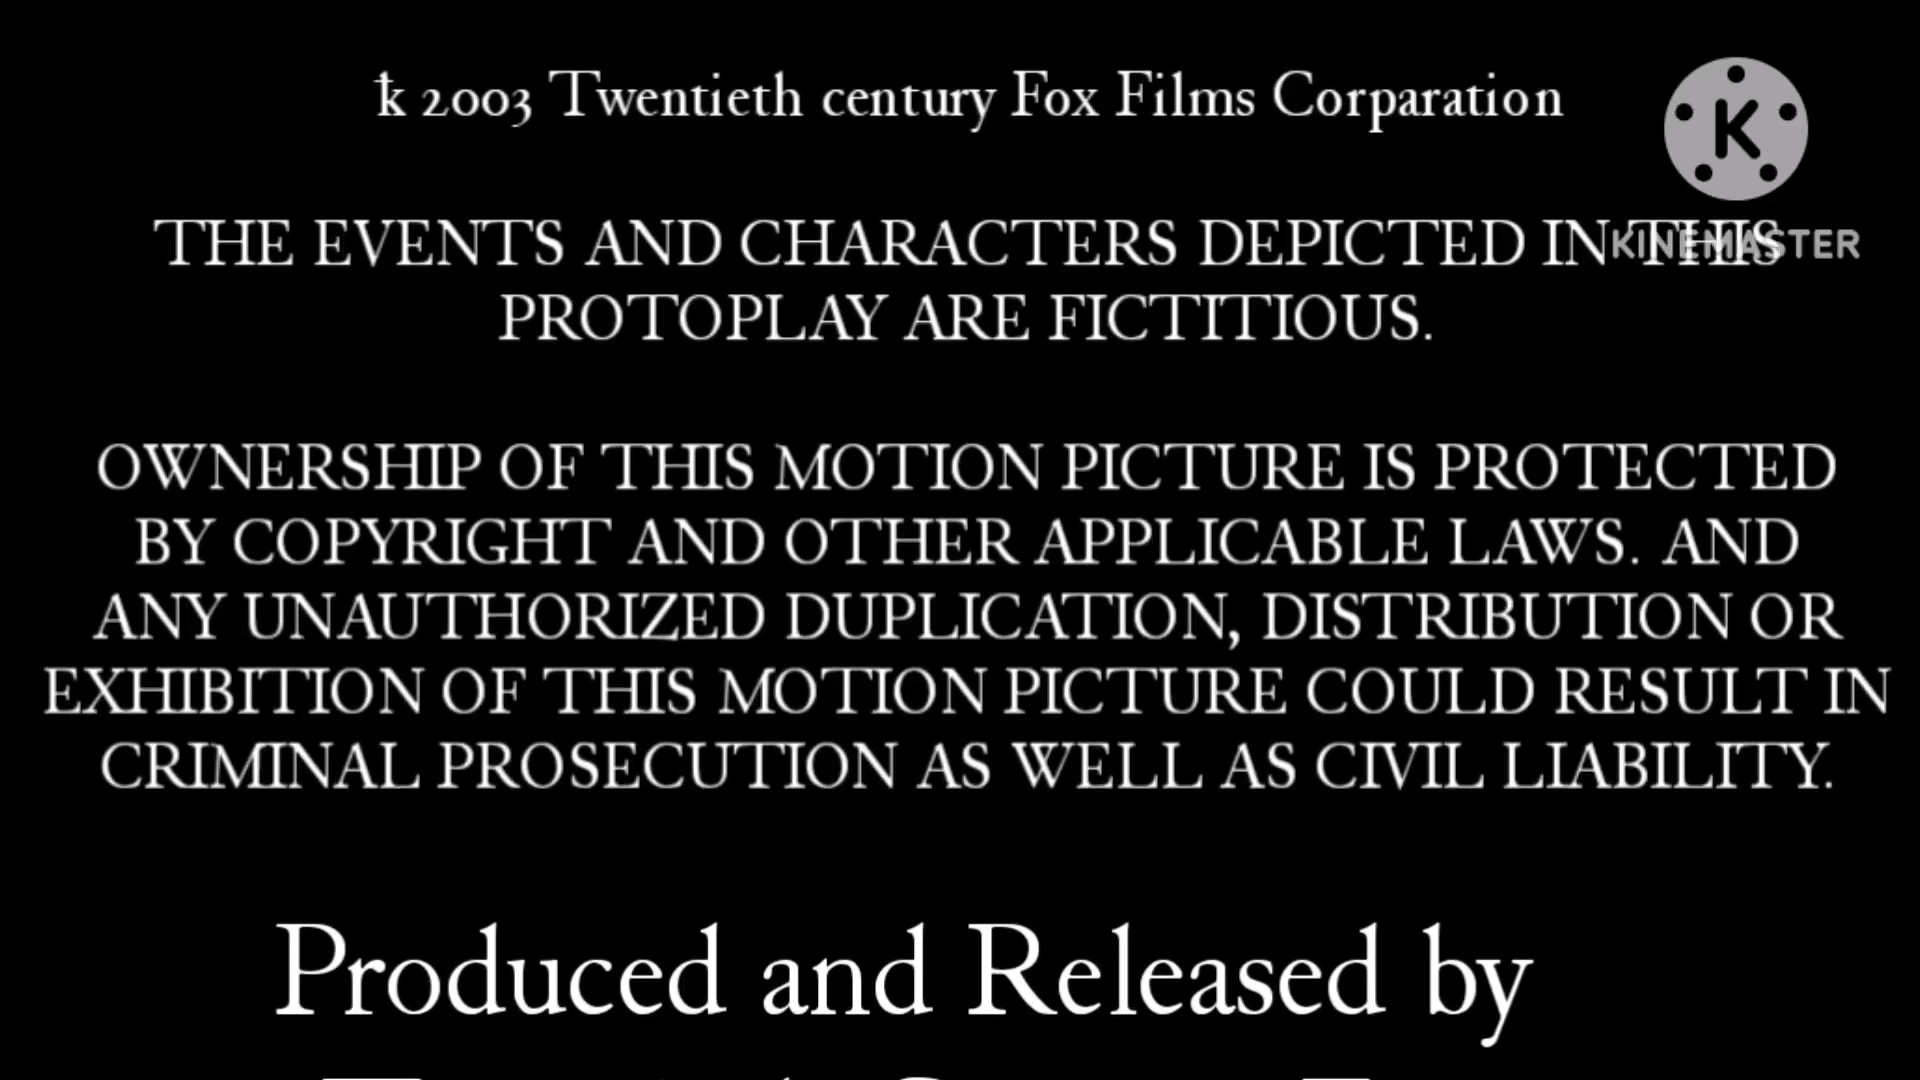 k 2003 Twentieth century Fox Films Corparation
K
KINEMASTER
THE EVENTS AND CHARACTERS DEPICTED IN THIS
PROTOPLAY ARE FICTITIOUS.
OWNERSHIP OF THIS MOTION PICTURE IS PROTECTED
BY COPYRIGHT AND OTHER APPLICABLE LAWS. AND
ANY UNAUTHORIZED DUPLICATION, DISTRIBUTION OR
EXHIBITION OF THIS MOTION PICTURE COULD RESULT IN
CRIMINAL PROSECUTION AS WELL AS CIVIL LIABILITY.
Produced and Released by